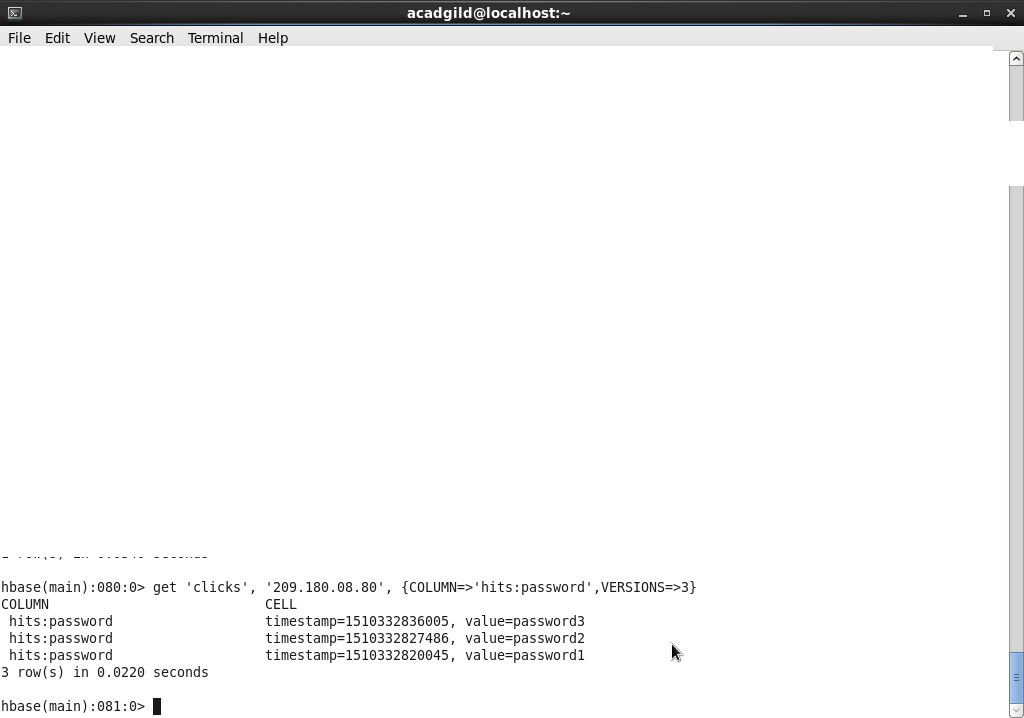 acadgild@localhost:~
File Edit View Search Terminal Help
hbase(main):080:0> get 'clicks', '209.180.08.80', {COLUMN=>'hits:password',VERSIONS=>3}
COLUMN CELL
hits:password timestamp=1510332836005, value=password3
hits:password timestamp=1510332827486, value=password2
hits:password timestamp=1510332820045, value=password1
3 row(s) in 0.0220 seconds
hbase(main):081:0>